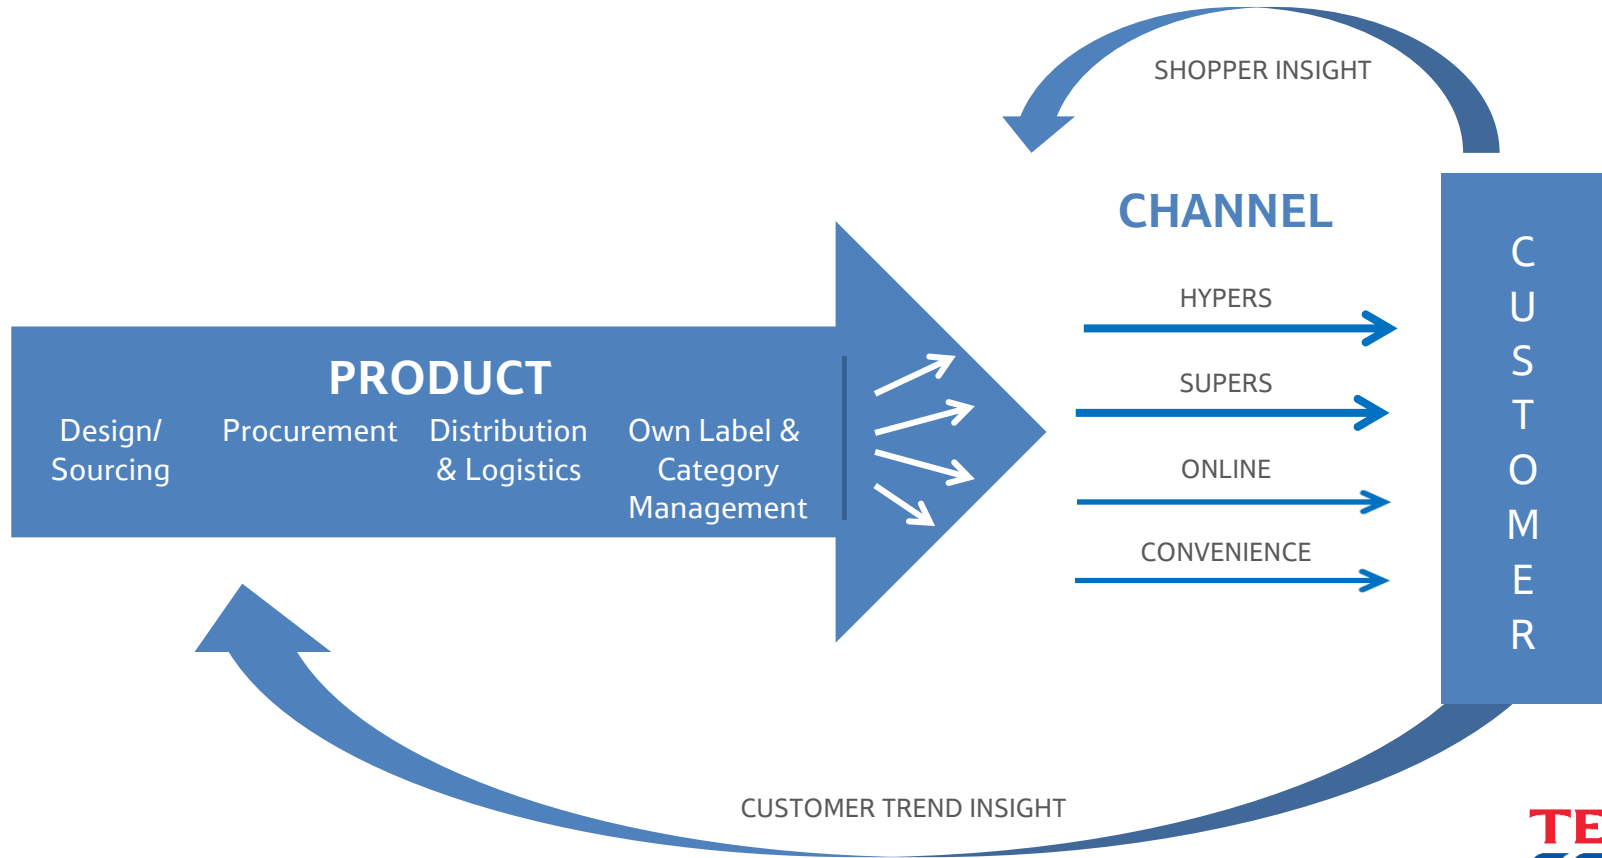 SHOPPER INSIGHT
CHANNEL
HYPERS
SUPERS
ONLINE
CONVENIENCE
PRODUCT
Design/
Sourcing
Procurement
Distribution
& Logistics
Own Label &
Category
Management
CUSTOMER
CUSTOMER TREND INSIGHT
TE